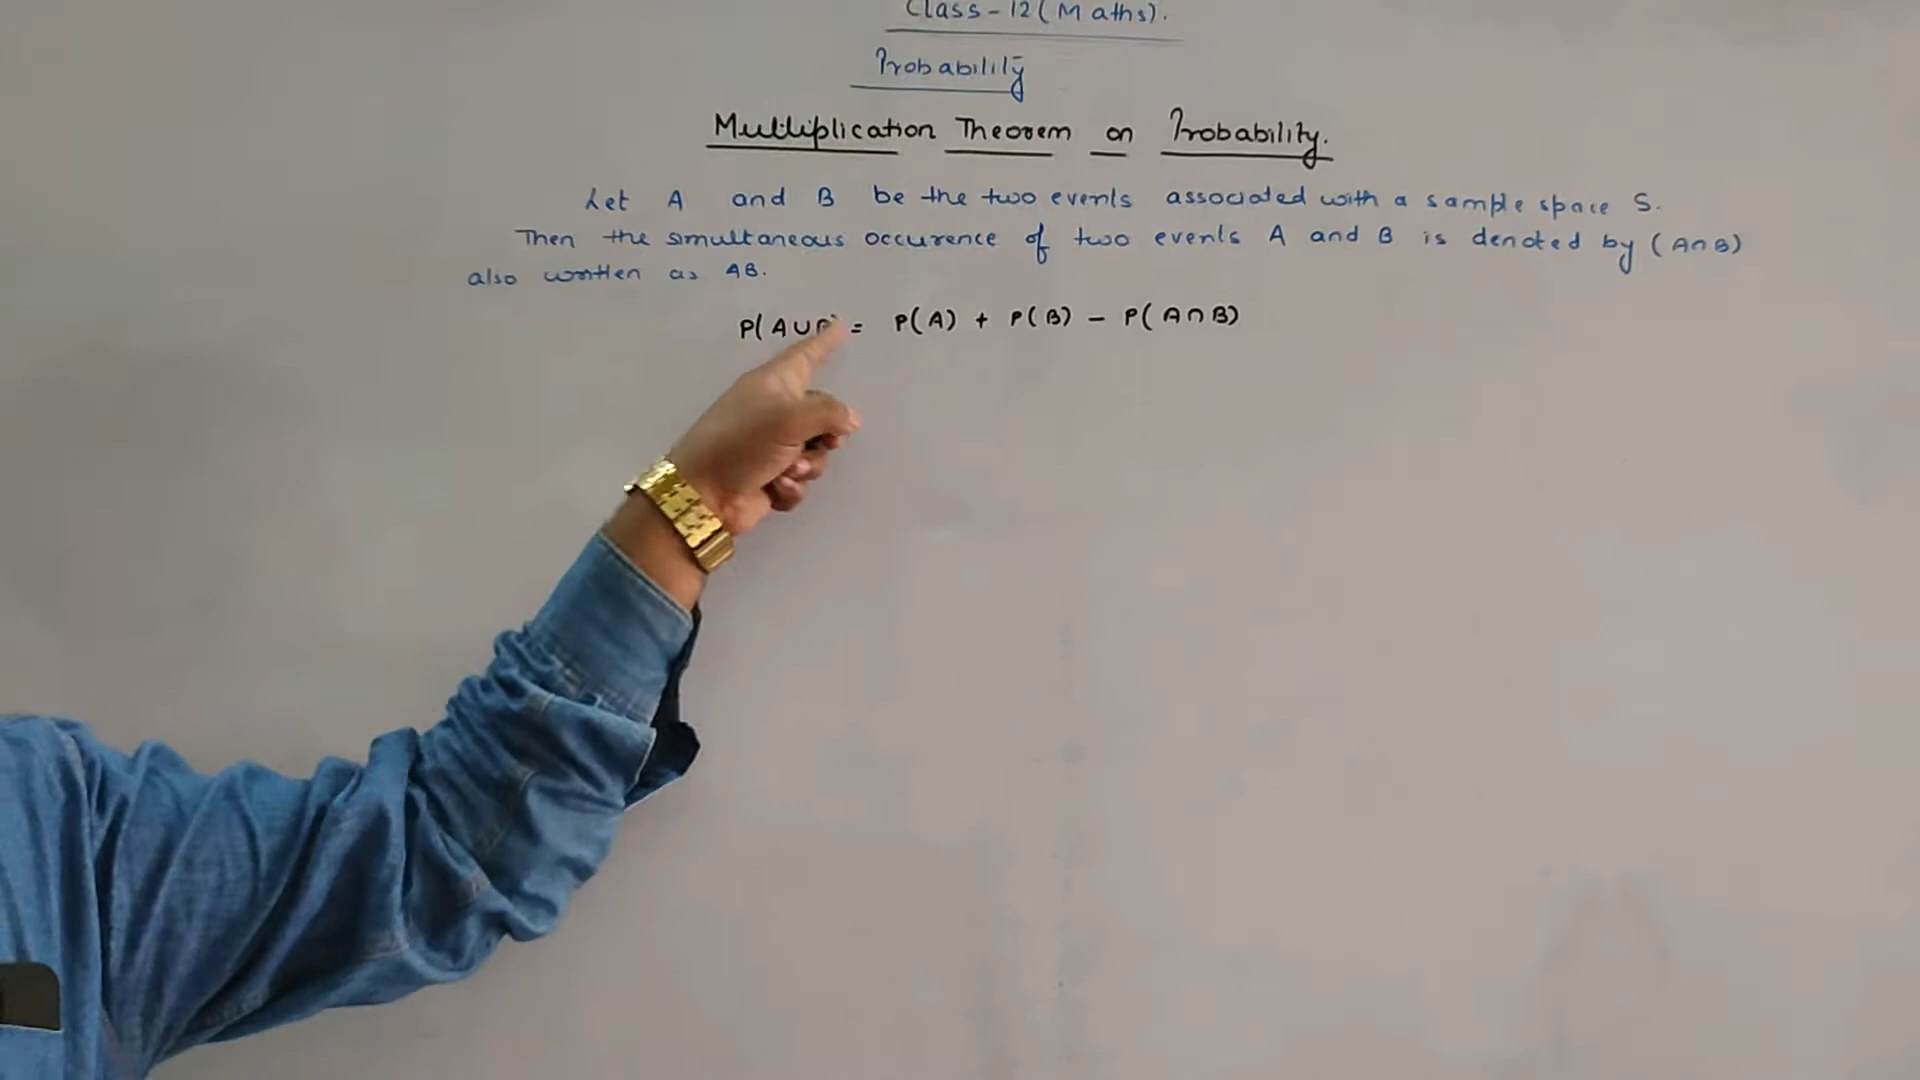 Class-12 (Maths).
Probability
Multiplication Theorem on Probability.
Let A and B be the two events associated with a sample space S.
Then the simultaneous occurence of two events A and B is denoted by (A∩B)
also written as AB.
P(A∪B) = P(A) + P(B) - P(A∩B)